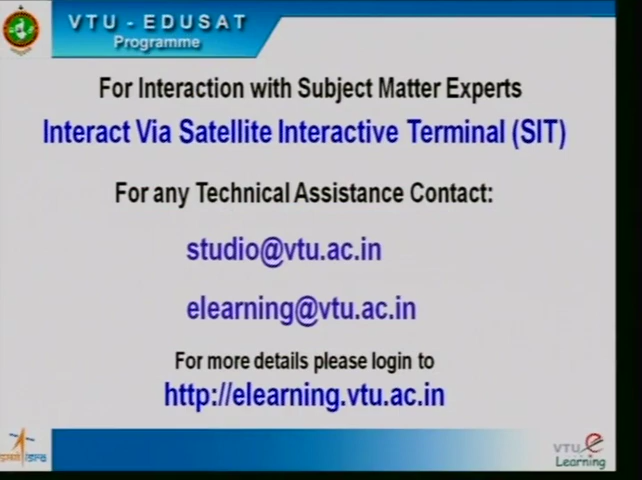 VTU - EDUSAT
Programme
For Interaction with Subject Matter Experts
Interact Via Satellite Interactive Terminal (SIT)
For any Technical Assistance Contact:
studio@vtu.ac.in
elearning@vtu.ac.in
For more details please login to
http://elearning.vtu.ac.in
VTU e
Learning